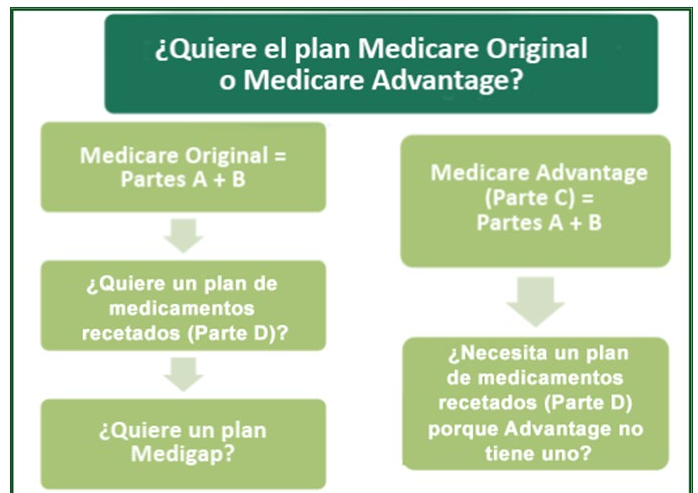 ¿Quiere el plan Medicare Original
o Medicare Advantage?
Medicare Original =
Partes A + B
¿Quiere un plan de
medicamentos
recetados (Parte D)?
¿Quiere un plan
Medigap?
Medicare Advantage
(Parte C) =
Partes A + B
¿Necesita un plan
de medicamentos
recetados (Parte D)
porque Advantage no
tiene uno?